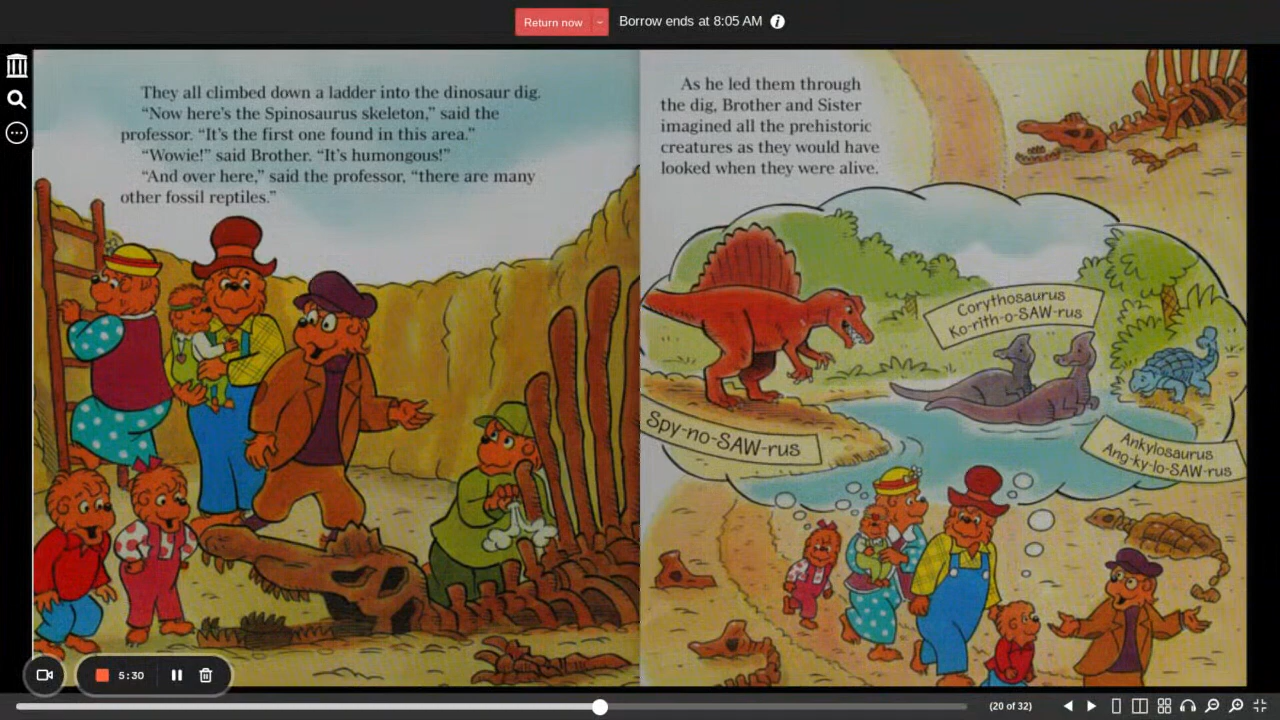 Return now
Borrow ends at 8:05 AM
They all climbed down a ladder into the dinosaur dig.
“Now here’s the Spinosaurus skeleton,” said the
professor. “It’s the first one found in this area.”
“Wowie!” said Brother. “It’s humongous!”
“And over here,” said the professor, “there are many
other fossil reptiles.”
As he led them through
the dig, Brother and Sister
imagined all the prehistoric
creatures as they would have
looked when they were alive.
Corythosaurus
Ko-rith-o-SAW-rus
Spy-no-SAW-rus
Ankylosaurus
Ang-ky-lo-SAW-rus
5:30
(20 of 32)